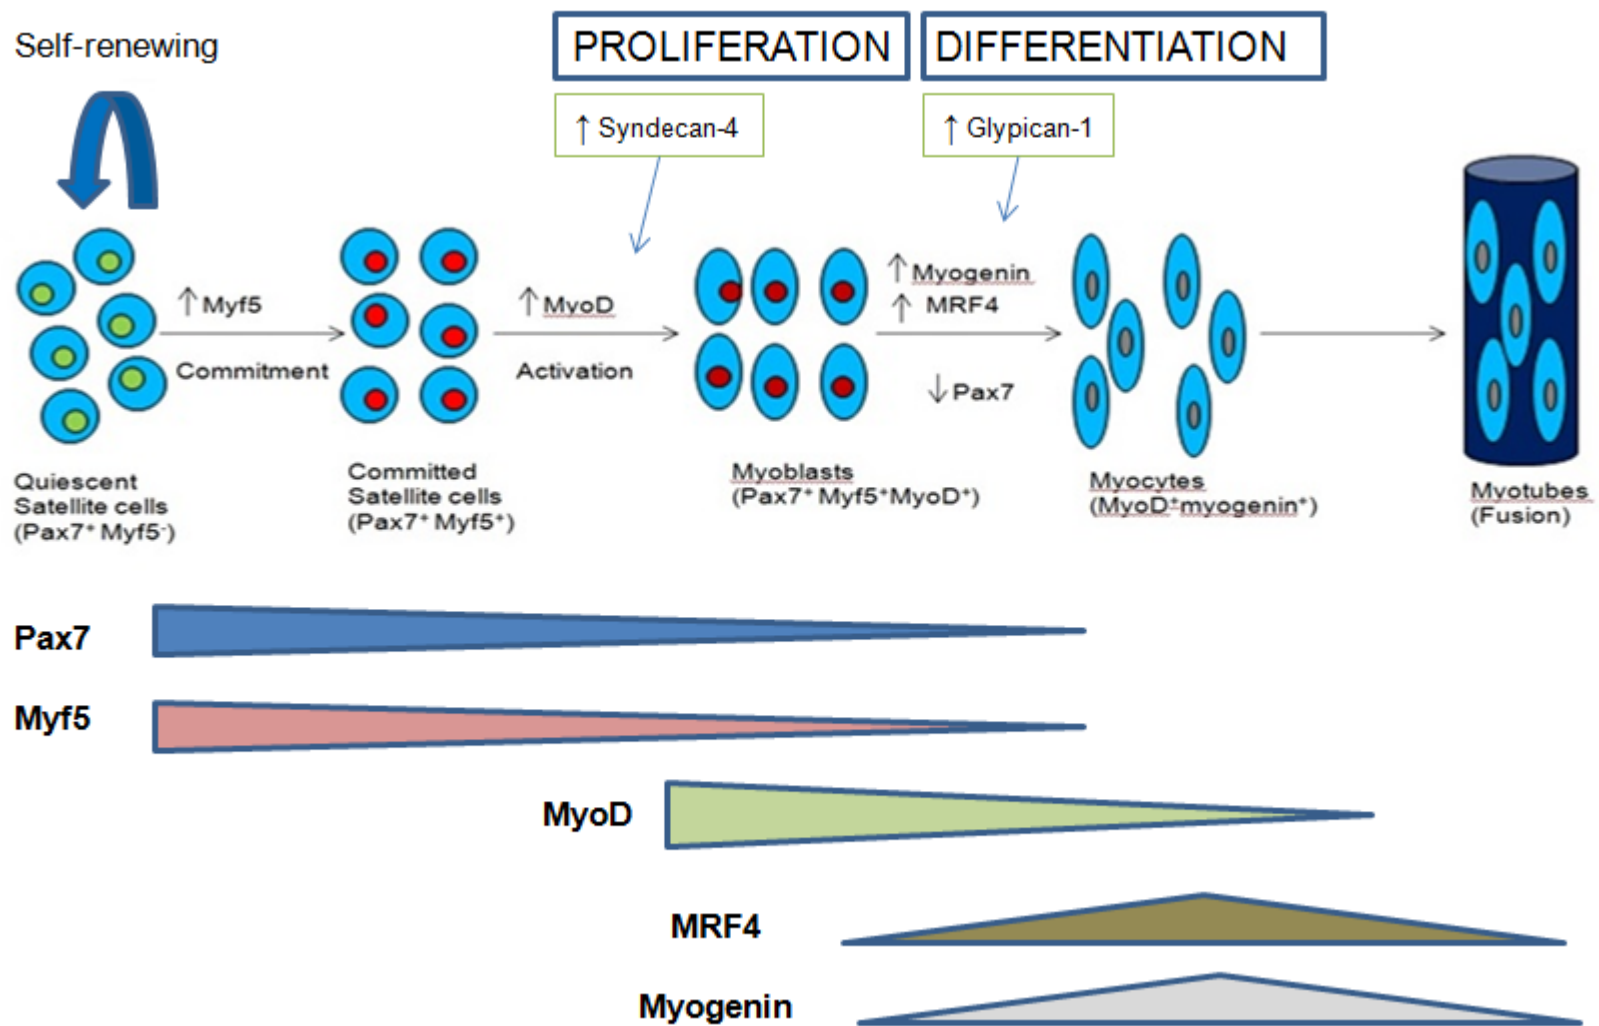 Self-renewing
PROLIFERATION
DIFFERENTIATION
↑ Syndecan-4
↑ Glypican-1
↑ Myf5
Commitment
↑ MyoD
Activation
↑ Myogenin
↑ MRF4
↓ Pax7
Quiescent
Satellite cells
(Pax7⁺ Myf5⁻)
Committed
Satellite cells
(Pax7⁺ Myf5⁺)
Myoblasts
(Pax7⁺ Myf5⁺MyoD⁺)
Myocytes
(MyoD⁺myogenin⁺)
Myotubes
(Fusion)
Pax7
Myf5
MyoD
MRF4
Myogenin